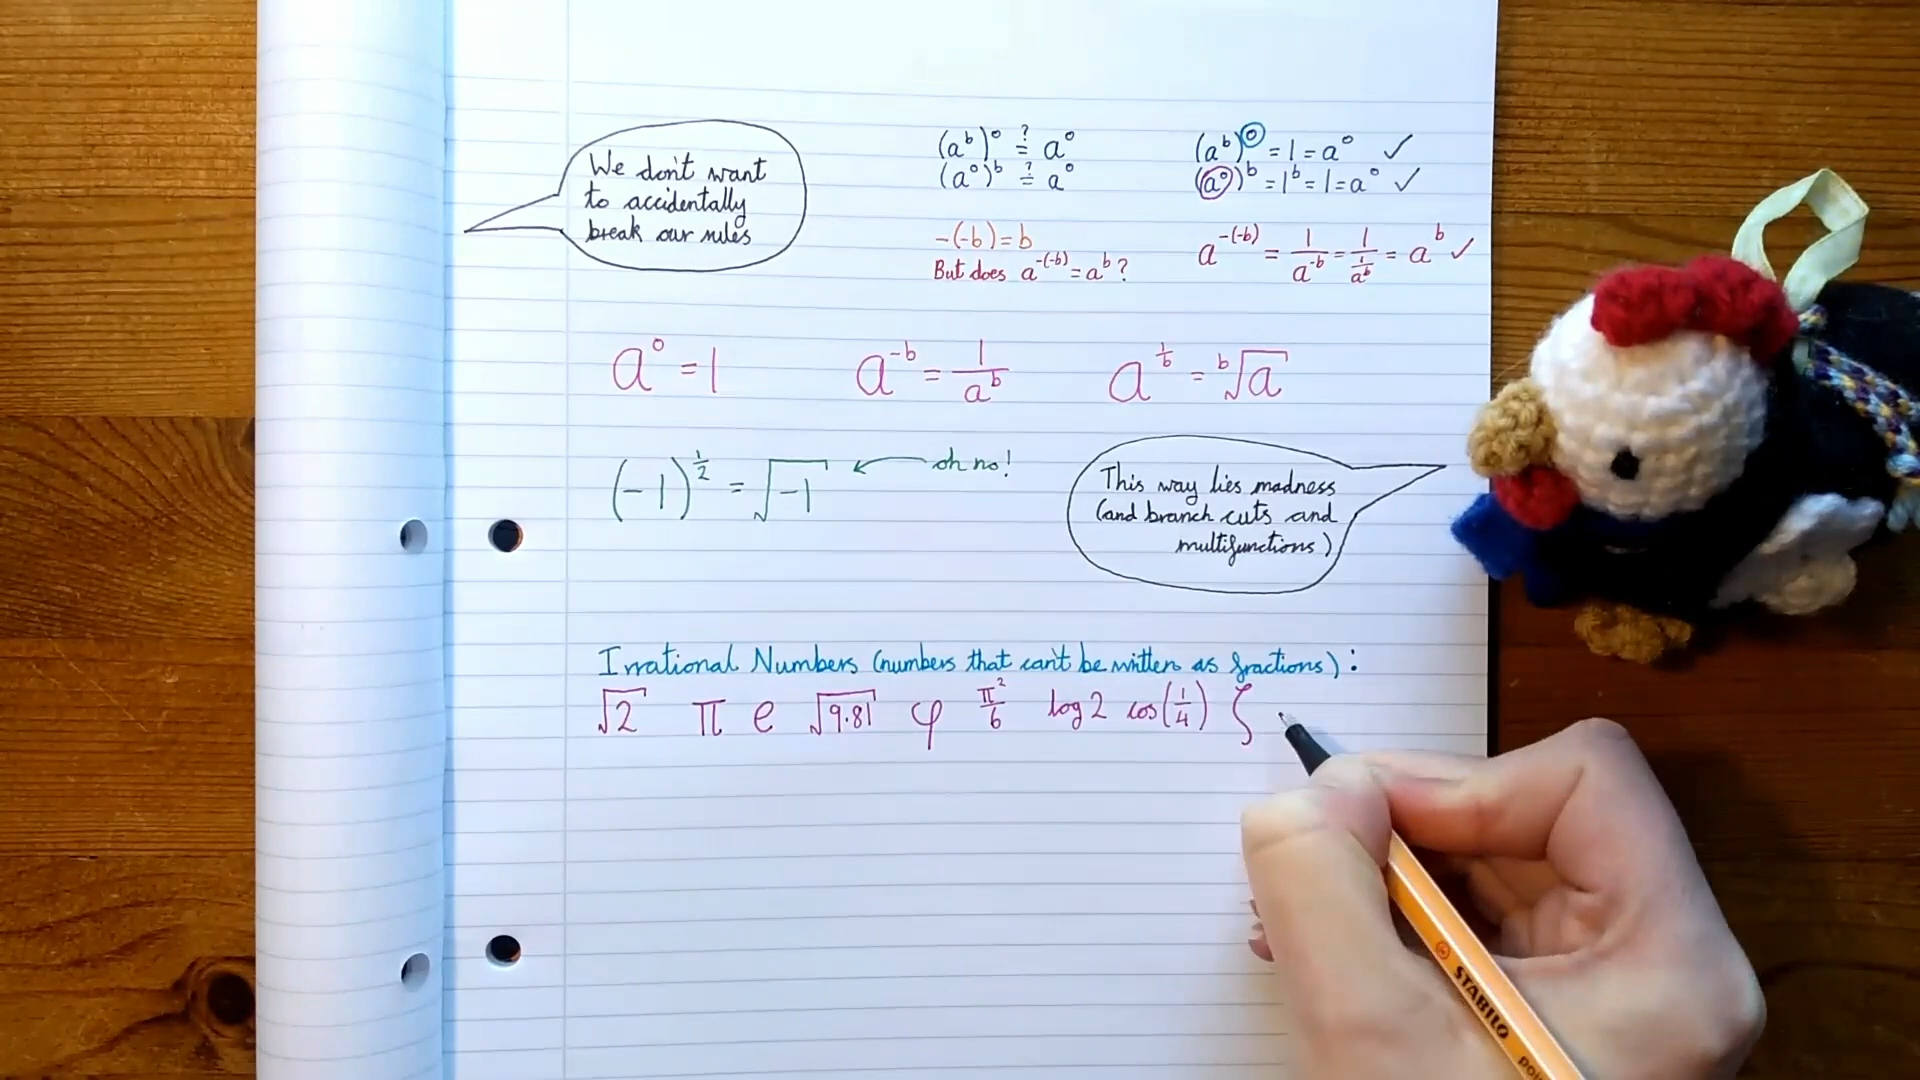 We don't want
to accidentally
break our rules
(a^b)^0 ≟ a^0
(a^0)^b ≟ a^0
(a^b)^0 = 1 = a^0 ✓
(a^0)^b = 1^b = 1 = a^0 ✓
-(-b) = b
But does a^-(-b) = a^b ?
a^-(-b) = 1/a^-b = 1/(1/a^b) = a^b ✓
a^0 = 1
a^-b = 1/a^b
a^(1/b) = ᵇ√a
(-1)^(1/2) = √-1
oh no!
This way lies madness
(and branch cuts and
multifunctions)
Irrational Numbers (numbers that can't be written as fractions):
√2 π e √9.81 φ π²/6 log 2 cos(1/4) ζ
STABILO
poin